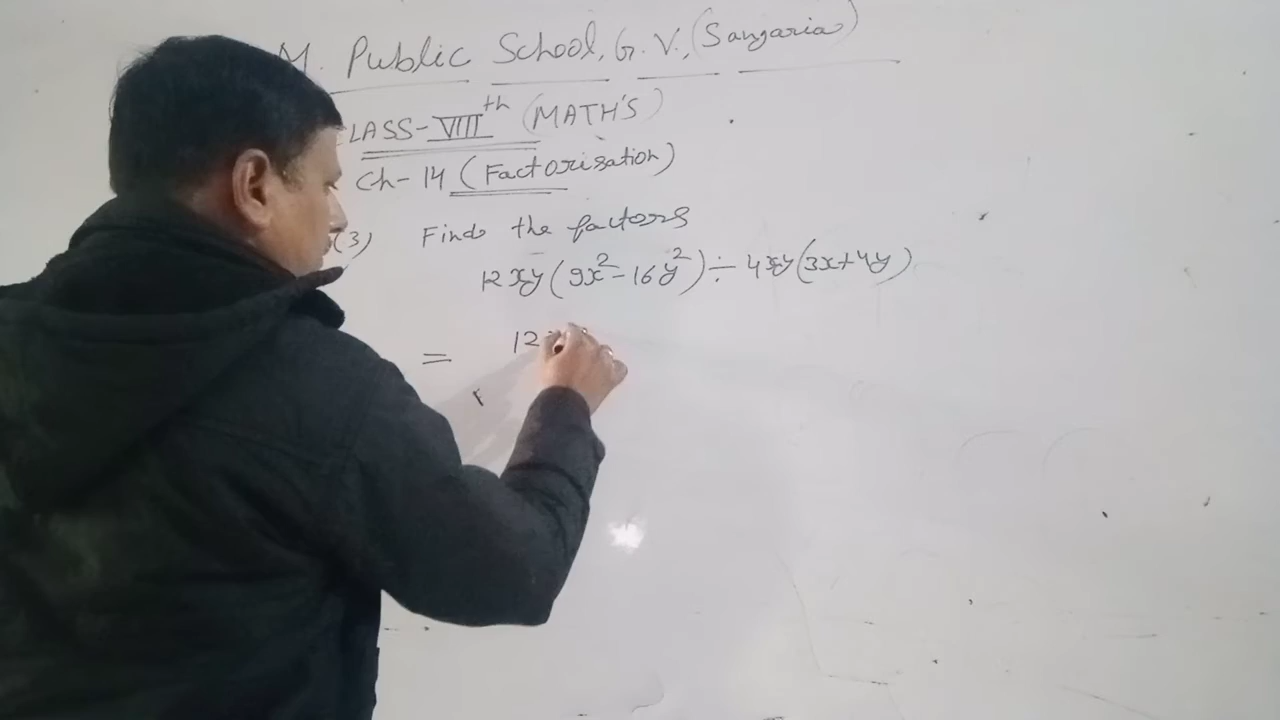 M. Public School, G. V., (Sangaria)
CLASS-VIIIth (MATH'S)
Ch-14 (Factorisation)
(3) Find the factors
12xy(9x²-16y²)÷4xy(3x+4y)
= 12